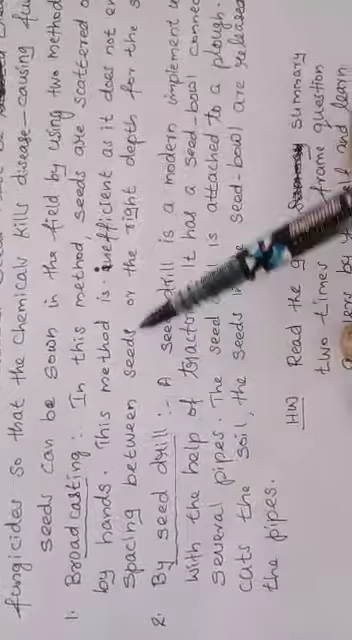 fungicides so that the chemicals kills disease-causing
seeds can be sown in the field by using two method
1. Broadcasting : In this method seeds are scattered
by hands. This method is inefficient as it does not
spacing between seeds or the right depth for the
2. By seed drill :- A seed drill is a modern implement
with the help of tractor It has a seed-bowl
several pipes. The seed is attached to a plough.
cuts the soil, the seeds seed-bowl are released
the pipes.
HW Read the summary
two times frame question
and learn